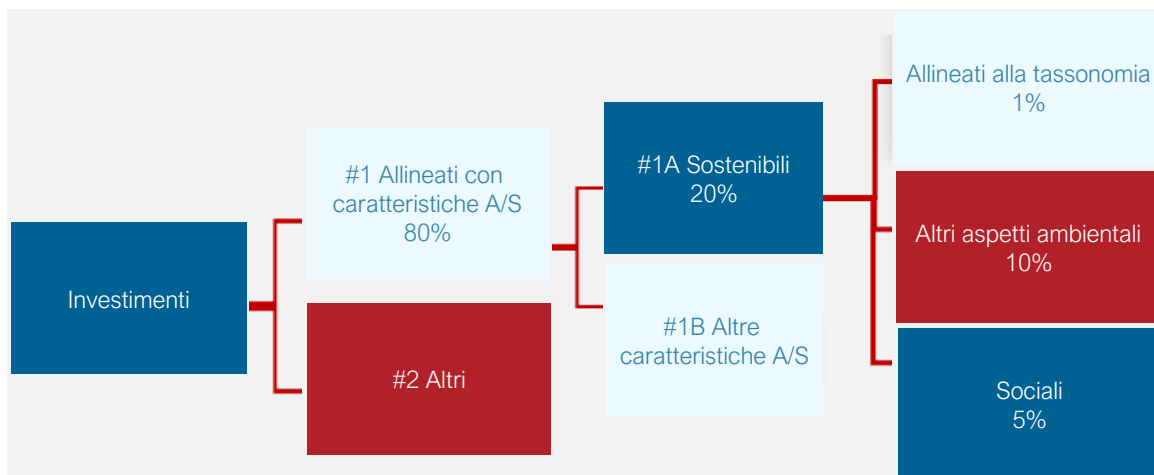 Investimenti
#1 Allineati con
caratteristiche A/S
80%
#2 Altri
#1A Sostenibili
20%
#1B Altre
caratteristiche A/S
Allineati alla tassonomia
1%
Altri aspetti ambientali
10%
Sociali
5%